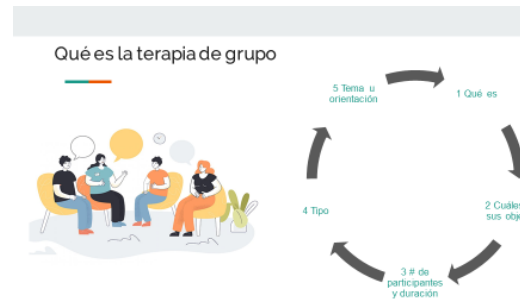 Qué es la terapia de grupo
5 Tema u
orientación
1 Qué es
4 Tipo
2 Cuáles
sus obje
3 # de
participantes
y duración